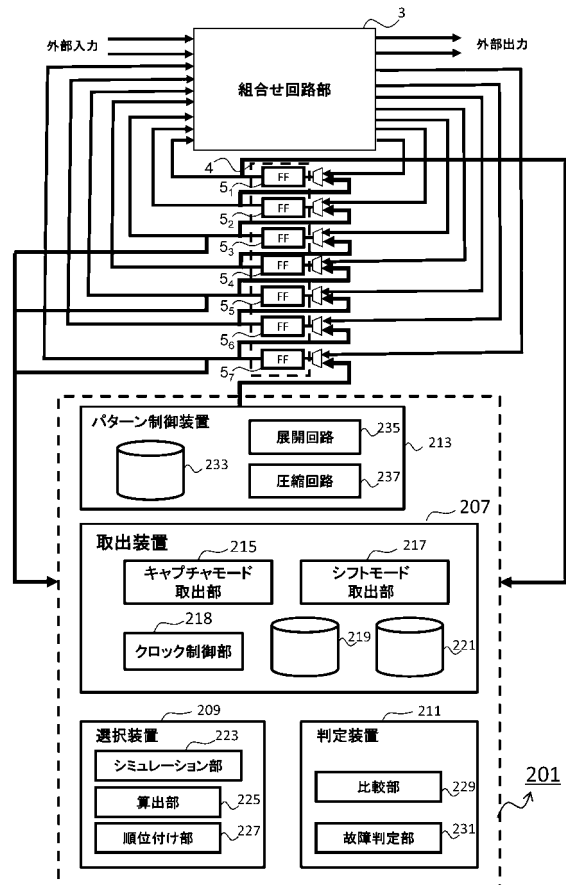 3
外部入力
外部出力
組合せ回路部
4
5₁ FF
5₂ FF
5₃ FF
5₄ FF
5₅ FF
5₆ FF
5₇ FF
パターン制御装置
233
展開回路
235
圧縮回路
237
213
207
取出装置
215
217
キャプチャモード
取出部
シフトモード
取出部
218
クロック制御部
219
221
209
選択装置
223
シミュレーション部
算出部
225
順位付け部
227
211
判定装置
比較部
229
故障判定部
231
201